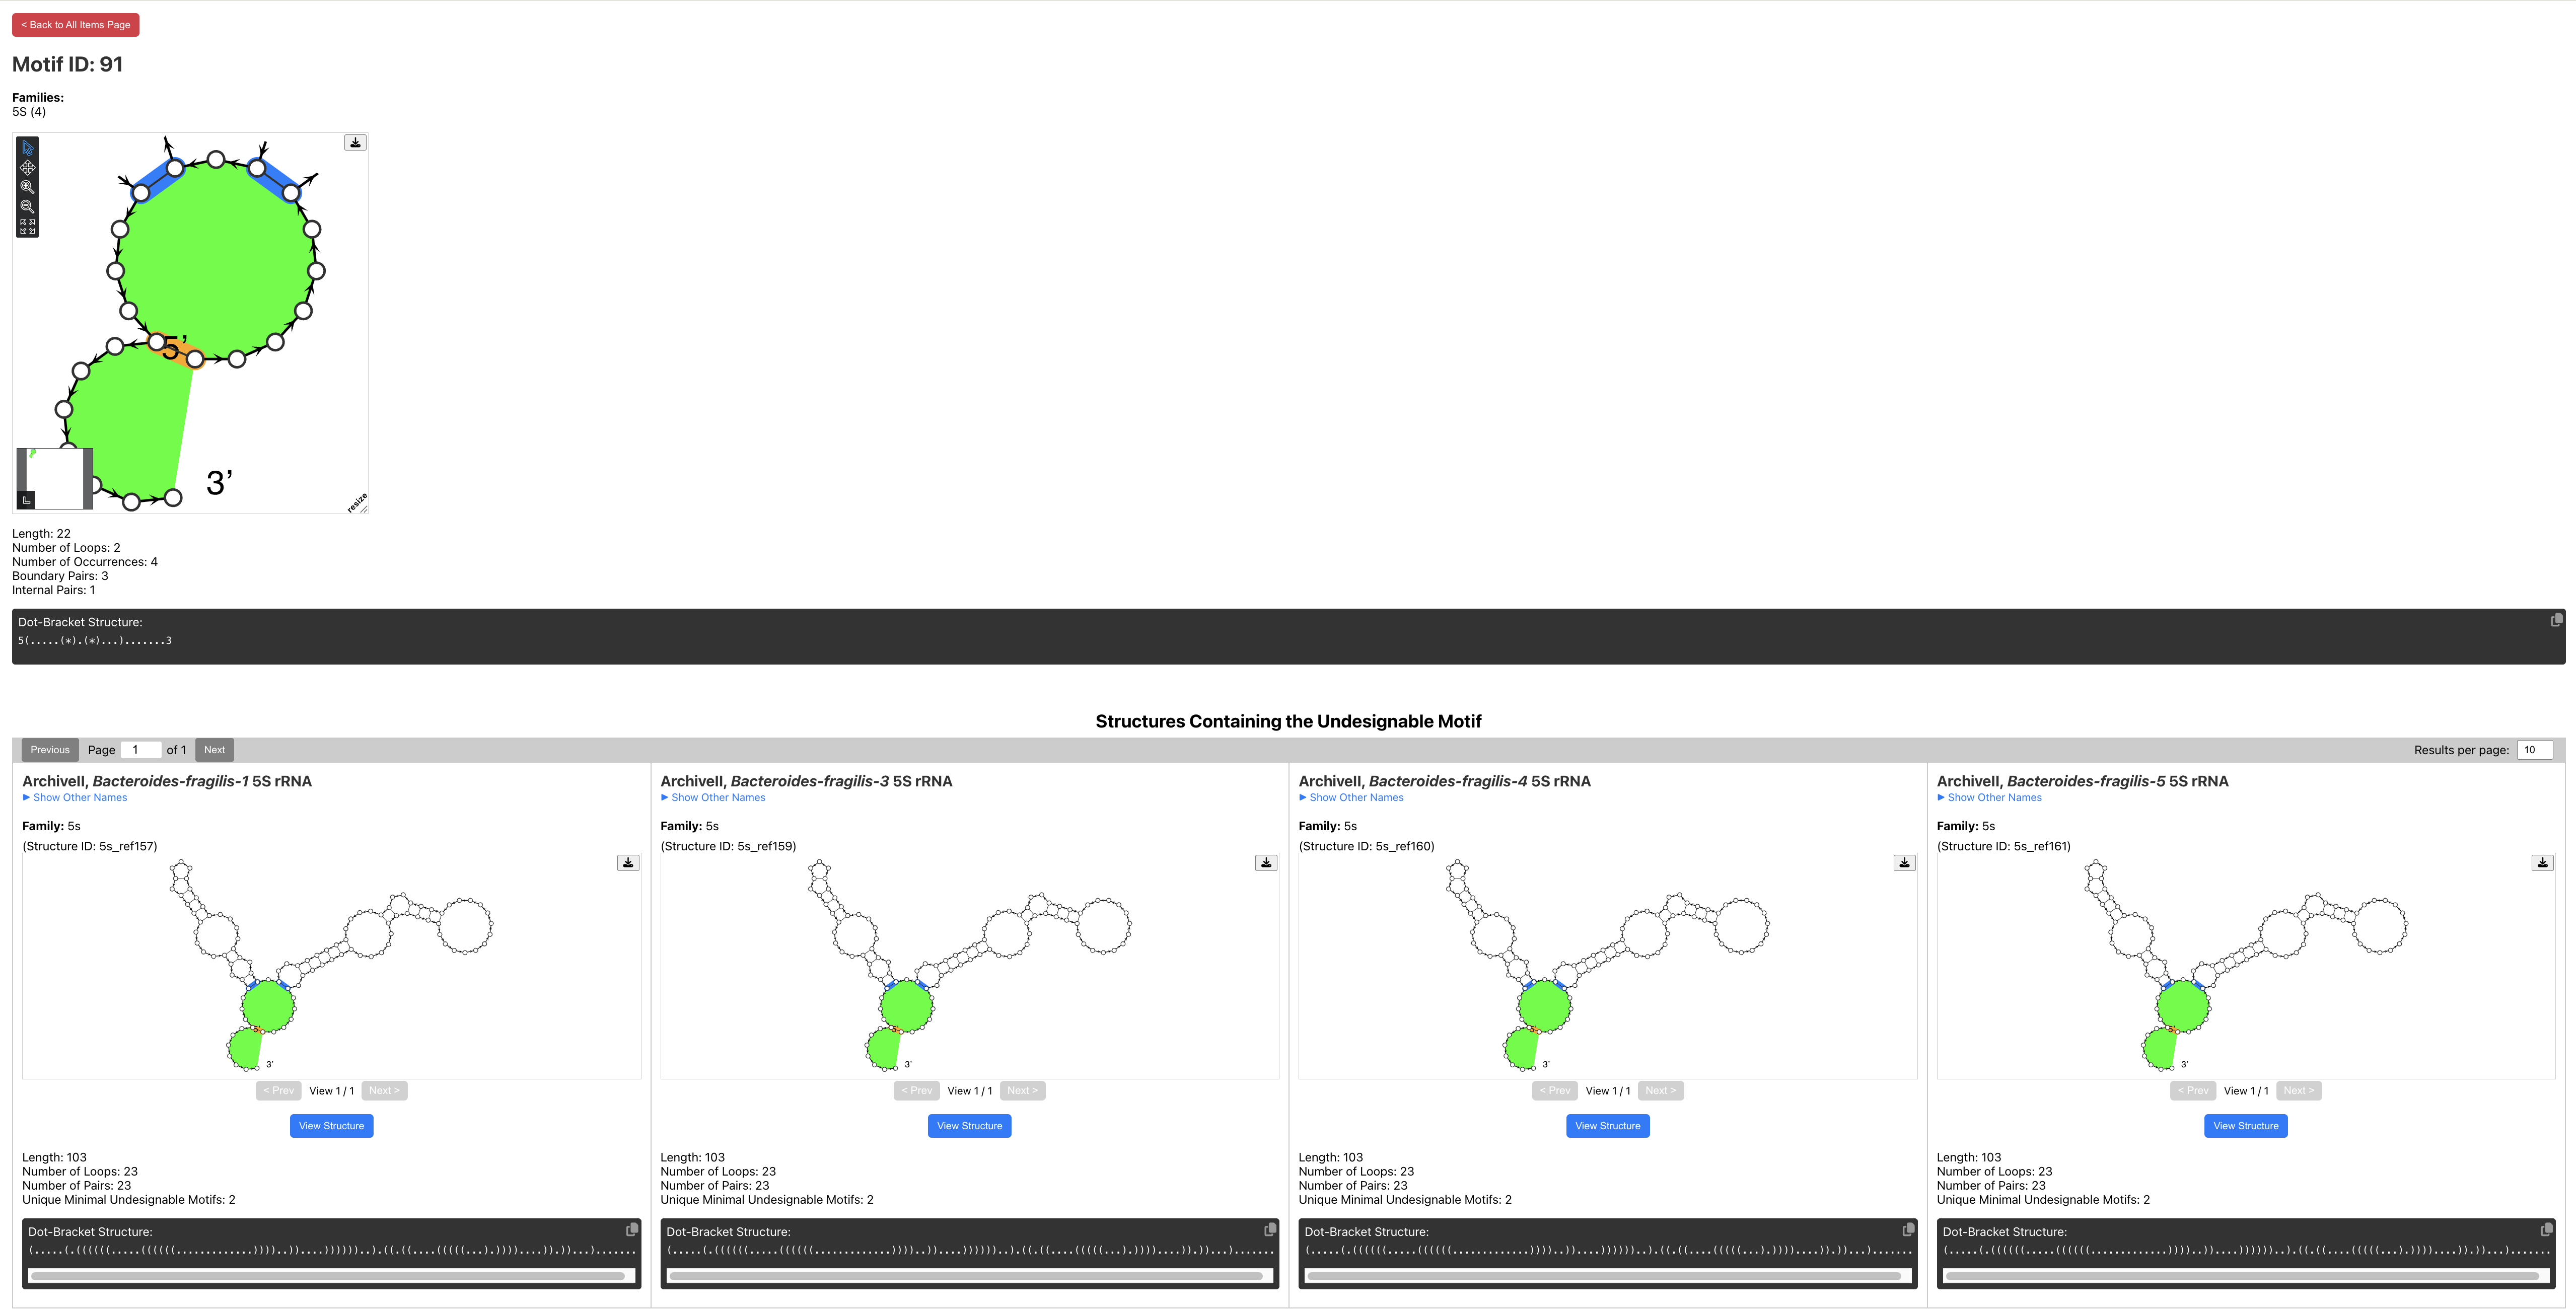 < Back to All Items Page
Motif ID: 91
Families:
5S (4)
5'
3'
resize
Length: 22
Number of Loops: 2
Number of Occurrences: 4
Boundary Pairs: 3
Internal Pairs: 1
Dot-Bracket Structure:
5(.....(*).(*)...).......3
Structures Containing the Undesignable Motif
Previous Page 1 of 1 Next Results per page: 10
ArchiveII, Bacteroides-fragilis-1 5S rRNA
► Show Other Names
Family: 5s
(Structure ID: 5s_ref157)
5'
3'
< Prev View 1 / 1 Next >
View Structure
Length: 103
Number of Loops: 23
Number of Pairs: 23
Unique Minimal Undesignable Motifs: 2
Dot-Bracket Structure:
(.....(.((((((.....((((((.............))))..))....))))))..).((.((....(((((...).))))....)).))...).......
ArchiveII, Bacteroides-fragilis-3 5S rRNA
► Show Other Names
Family: 5s
(Structure ID: 5s_ref159)
5'
3'
< Prev View 1 / 1 Next >
View Structure
Length: 103
Number of Loops: 23
Number of Pairs: 23
Unique Minimal Undesignable Motifs: 2
Dot-Bracket Structure:
(.....(.((((((.....((((((.............))))..))....))))))..).((.((....(((((...).))))....)).))...).......
ArchiveII, Bacteroides-fragilis-4 5S rRNA
► Show Other Names
Family: 5s
(Structure ID: 5s_ref160)
5'
3'
< Prev View 1 / 1 Next >
View Structure
Length: 103
Number of Loops: 23
Number of Pairs: 23
Unique Minimal Undesignable Motifs: 2
Dot-Bracket Structure:
(.....(.((((((.....((((((.............))))..))....))))))..).((.((....(((((...).))))....)).))...).......
ArchiveII, Bacteroides-fragilis-5 5S rRNA
► Show Other Names
Family: 5s
(Structure ID: 5s_ref161)
5'
3'
< Prev View 1 / 1 Next >
View Structure
Length: 103
Number of Loops: 23
Number of Pairs: 23
Unique Minimal Undesignable Motifs: 2
Dot-Bracket Structure:
(.....(.((((((.....((((((.............))))..))....))))))..).((.((....(((((...).))))....)).))...).......